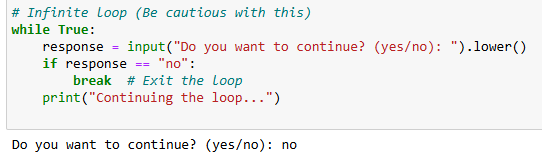 # Infinite loop (Be cautious with this)
while True:
    response = input("Do you want to continue? (yes/no): ").lower()
    if response == "no":
        break  # Exit the loop
    print("Continuing the loop...")
Do you want to continue? (yes/no): no